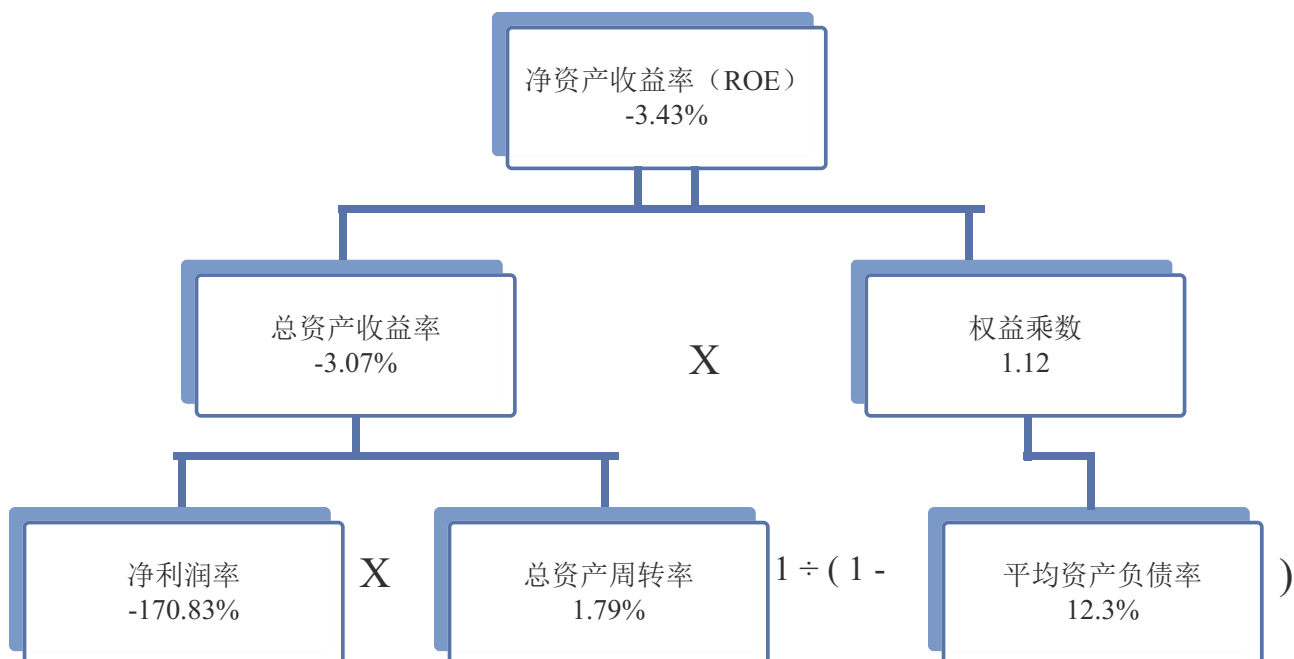 净资产收益率（ROE）
-3.43%
总资产收益率
-3.07%
X
权益乘数
1.12
净利润率
-170.83%
X
总资产周转率
1.79%
1 ÷ ( 1 -
平均资产负债率
12.3%
)